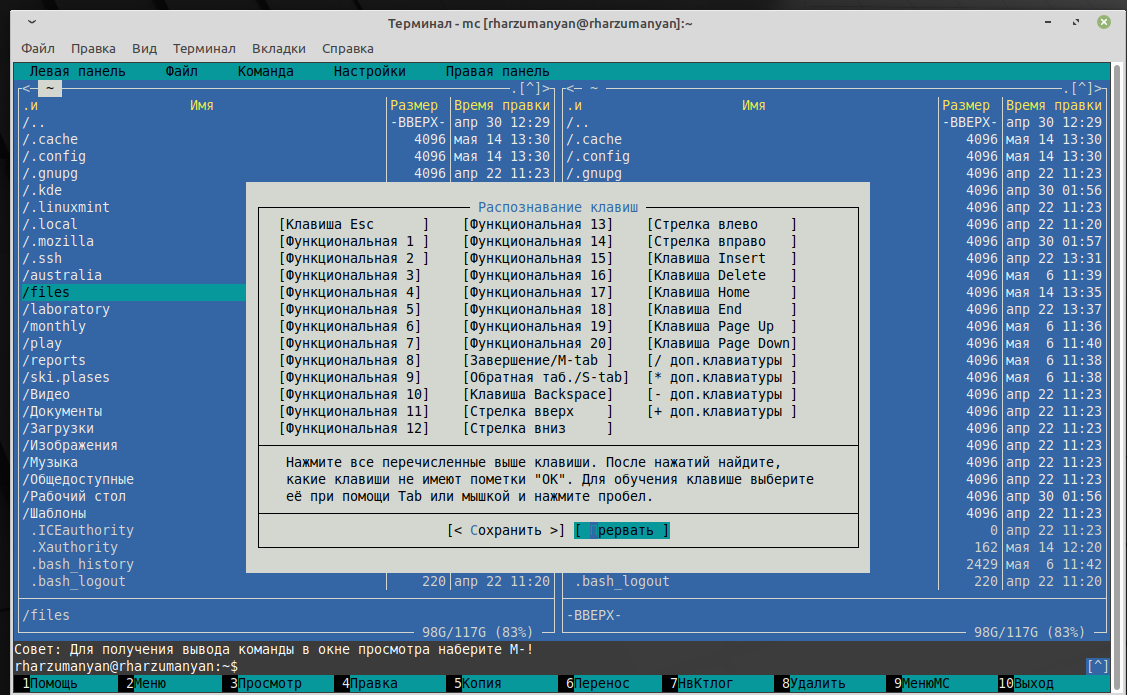 Терминал - mc [rharzumanyan@rharzumanyan]:~
Файл Правка Вид Терминал Вкладки Справка
Левая панель Файл Команда Настройки Правая панель
<─ ~ ─.[^]>┐ <─ ~ ─.[^]>┐
.и Имя Размер Время правки .и Имя Размер Время правки
/.. -ВВЕРХ- апр 30 12:29 /.. -ВВЕРХ- апр 30 12:29
/.cache 4096 мая 14 13:30 /.cache 4096 мая 14 13:30
/.config 4096 мая 14 13:30 /.config 4096 мая 14 13:30
/.gnupg 4096 апр 22 11:23 /.gnupg 4096 апр 22 11:23
/.kde 4096 апр 30 01:56
/.linuxmint Распознавание клавиш 4096 апр 22 11:23
/.local [Клавиша Esc ] [Функциональная 13] [Стрелка влево ] 4096 апр 22 11:20
/.mozilla [Функциональная 1 ] [Функциональная 14] [Стрелка вправо ] 4096 апр 30 01:57
/.ssh [Функциональная 2 ] [Функциональная 15] [Клавиша Insert ] 4096 апр 22 13:31
/australia [Функциональная 3] [Функциональная 16] [Клавиша Delete ] 4096 мая 6 11:39
/files [Функциональная 4] [Функциональная 17] [Клавиша Home ] 4096 мая 14 13:35
/laboratory [Функциональная 5] [Функциональная 18] [Клавиша End ] 4096 апр 22 13:37
/monthly [Функциональная 6] [Функциональная 19] [Клавиша Page Up ] 4096 мая 6 11:36
/play [Функциональная 7] [Функциональная 20] [Клавиша Page Down] 4096 мая 6 11:40
/reports [Функциональная 8] [Завершение/M-tab ] [/ доп.клавиатуры ] 4096 мая 6 11:38
/ski.plases [Функциональная 9] [Обратная таб./S-tab] [* доп.клавиатуры ] 4096 мая 6 11:38
/Видео [Функциональная 10] [Клавиша Backspace] [- доп.клавиатуры ] 4096 апр 22 11:23
/Документы [Функциональная 11] [Стрелка вверх ] [+ доп.клавиатуры ] 4096 апр 22 11:23
/Загрузки [Функциональная 12] [Стрелка вниз ] 4096 апр 22 11:23
/Изображения 4096 апр 22 11:23
/Музыка Нажмите все перечисленные выше клавиши. После нажатий найдите, 4096 апр 22 11:23
/Общедоступные какие клавиши не имеют пометки "OK". Для обучения клавише выберите 4096 апр 22 11:23
/Рабочий стол её при помощи Tab или мышкой и нажмите пробел. 4096 апр 30 01:56
/Шаблоны 4096 апр 22 11:23
.ICEauthority [< Сохранить >] [ Прервать ] 0 апр 22 11:23
.Xauthority 162 мая 14 12:20
.bash_history 2429 мая 6 11:42
.bash_logout 220 апр 22 11:20 .bash_logout 220 апр 22 11:20
/files -ВВЕРХ-
98G/117G (83%) 98G/117G (83%)
Совет: Для получения вывода команды в окне просмотра наберите M-!
rharzumanyan@rharzumanyan:~$ [^]
1Помощь 2Меню 3Просмотр 4Правка 5Копия 6Перенос 7НвКтлог 8Удалить 9МенюMC 10Выход